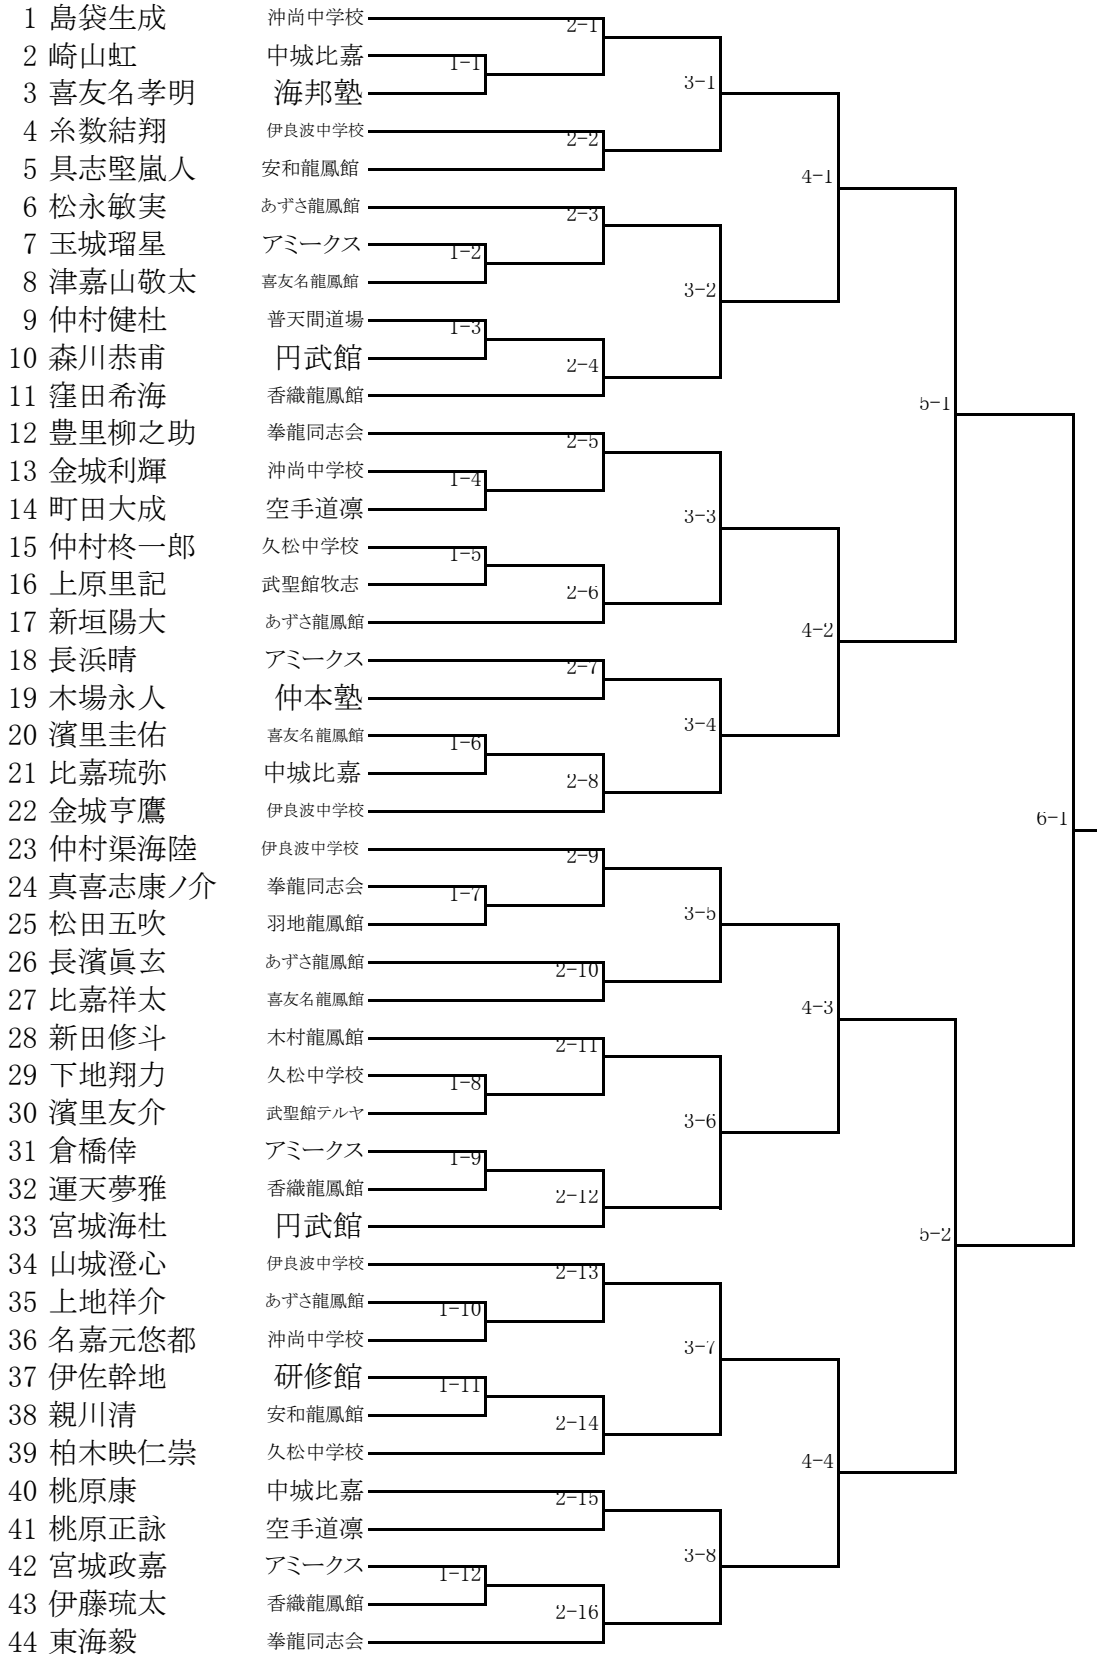 1 島袋生成 沖尚中学校
2-1
2 崎山虹 中城比嘉
1-1
3 喜友名孝明 海邦塾
3-1
4 糸数結翔 伊良波中学校
2-2
5 具志堅嵐人 安和龍鳳館
4-1
6 松永敏実 あずさ龍鳳館
2-3
7 玉城瑠星 アミークス
1-2
8 津嘉山敬太 喜友名龍鳳館
3-2
9 仲村健杜 普天間道場
1-3
10 森川恭甫 円武館
2-4
11 窪田希海 香織龍鳳館
5-1
12 豊里柳之助 拳龍同志会
2-5
13 金城利輝 沖尚中学校
1-4
14 町田大成 空手道凛
3-3
15 仲村柊一郎 久松中学校
1-5
16 上原里記 武聖館牧志
2-6
17 新垣陽大 あずさ龍鳳館
4-2
18 長浜晴 アミークス
2-7
19 木場永人 仲本塾
3-4
20 濱里圭佑 喜友名龍鳳館
1-6
21 比嘉琉弥 中城比嘉
2-8
22 金城亨鷹 伊良波中学校
6-1
23 仲村渠海陸 伊良波中学校
2-9
24 真喜志康ノ介 拳龍同志会
1-7
25 松田五吹 羽地龍鳳館
3-5
26 長濱眞玄 あずさ龍鳳館
2-10
27 比嘉祥太 喜友名龍鳳館
4-3
28 新田修斗 木村龍鳳館
2-11
29 下地翔力 久松中学校
1-8
30 濱里友介 武聖館テルヤ
3-6
31 倉橋倖 アミークス
1-9
32 運天夢雅 香織龍鳳館
2-12
33 宮城海杜 円武館
5-2
34 山城澄心 伊良波中学校
2-13
35 上地祥介 あずさ龍鳳館
1-10
36 名嘉元悠都 沖尚中学校
3-7
37 伊佐幹地 研修館
1-11
38 親川清 安和龍鳳館
2-14
39 柏木映仁崇 久松中学校
4-4
40 桃原康 中城比嘉
2-15
41 桃原正詠 空手道凛
3-8
42 宮城政嘉 アミークス
1-12
43 伊藤琉太 香織龍鳳館
2-16
44 東海毅 拳龍同志会